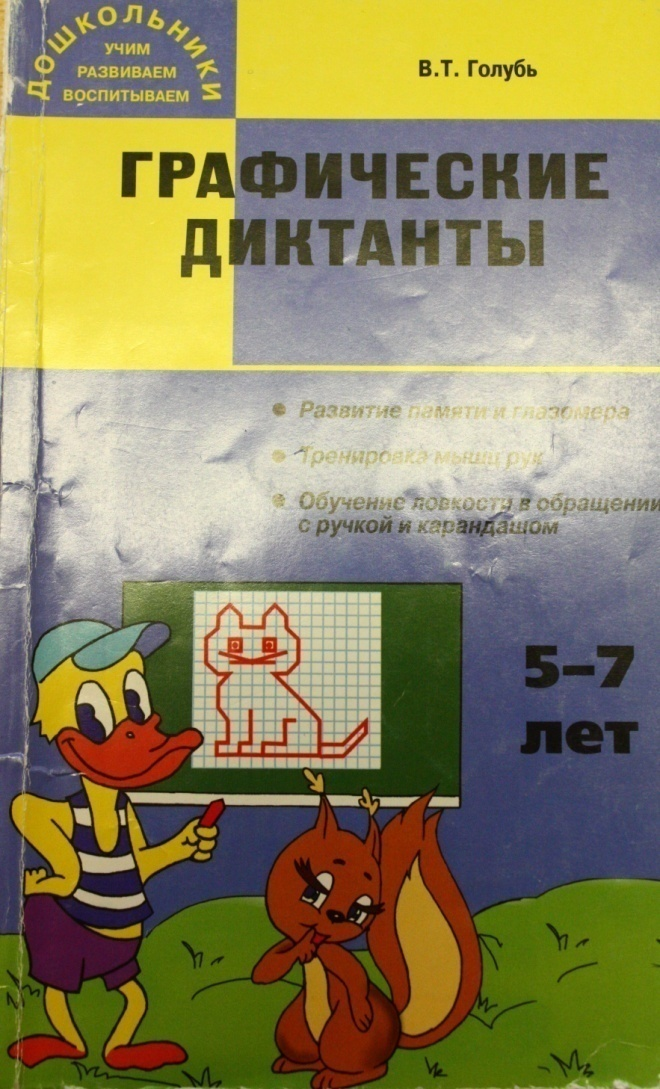 ДОШКОЛЬНИКИ
УЧИМ
РАЗВИВАЕМ
ВОСПИТЫВАЕМ
В.Т. Голубь
ГРАФИЧЕСКИЕ
ДИКТАНТЫ
• Развитие памяти и глазомера
• Тренировка мышц рук
• Обучение ловкости в обращении
с ручкой и карандашом
5–7
лет